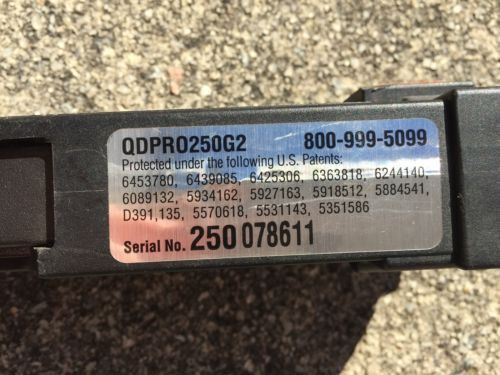 QDPRO250G2 800-999-5099
Protected under the following U.S. Patents:
6453780, 6439085, 6425306, 6363818, 6244140,
6089132, 5934162, 5927163, 5918512, 5884541,
D391,135, 5570618, 5531143, 5351586
Serial No. 250 078611